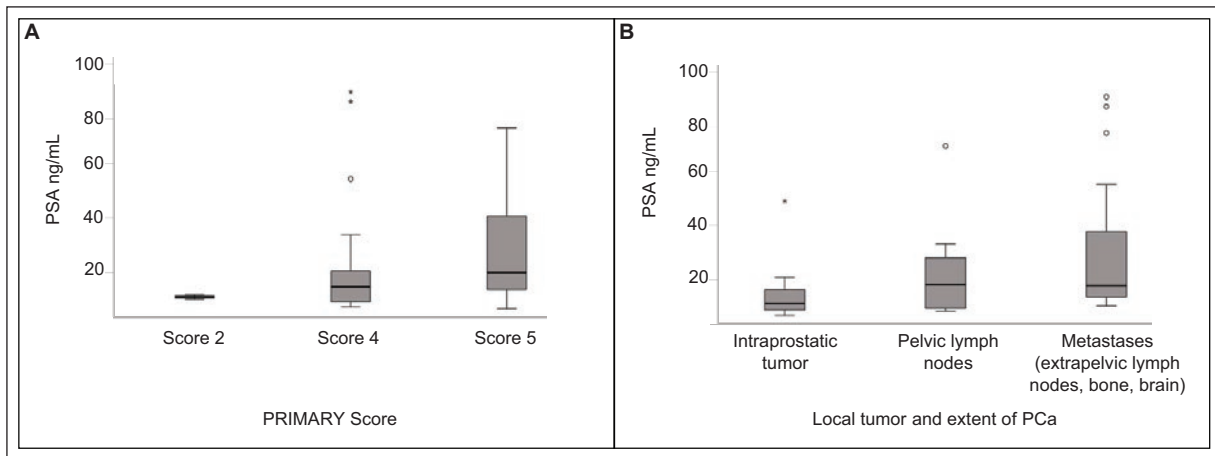 A
100
80
60
40
20
PSA ng/mL
Score 2
Score 4
Score 5
PRIMARY Score
B
100
80
60
40
20
PSA ng/mL
Intraprostatic
tumor
Pelvic lymph
nodes
Metastases
(extrapelvic lymph
nodes, bone, brain)
Local tumor and extent of PCa